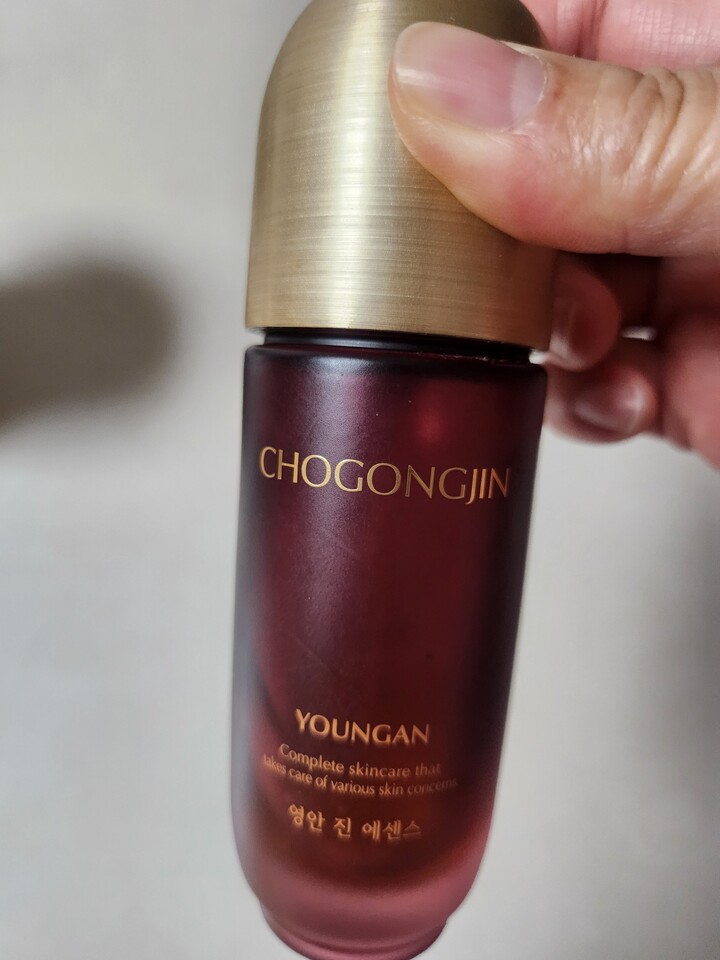 CHOGONGJIN
YOUNGAN
Complete skincare that
takes care of various skin concerns
영안 진 에센스